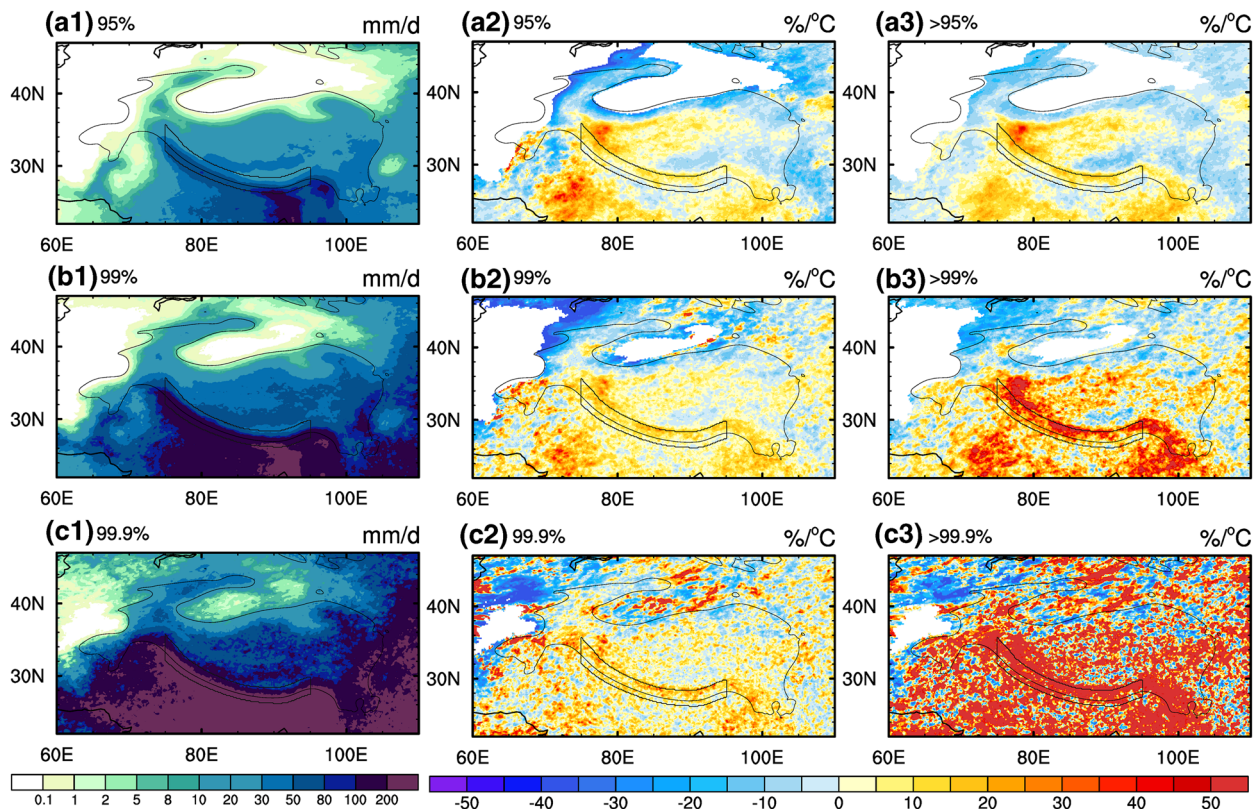 (a1) 95% mm/d (a2) 95% %/°C (a3) >95% %/°C
40N 40N 40N
30N 30N 30N
60E 80E 100E 60E 80E 100E 60E 80E 100E
(b1) 99% mm/d (b2) 99% %/°C (b3) >99% %/°C
40N 40N 40N
30N 30N 30N
60E 80E 100E 60E 80E 100E 60E 80E 100E
(c1) 99.9% mm/d (c2) 99.9% %/°C (c3) >99.9% %/°C
40N 40N 40N
30N 30N 30N
60E 80E 100E 60E 80E 100E 60E 80E 100E
0.1 1 2 5 8 10 20 30 50 80 100 200 -50 -40 -30 -20 -10 0 10 20 30 40 50